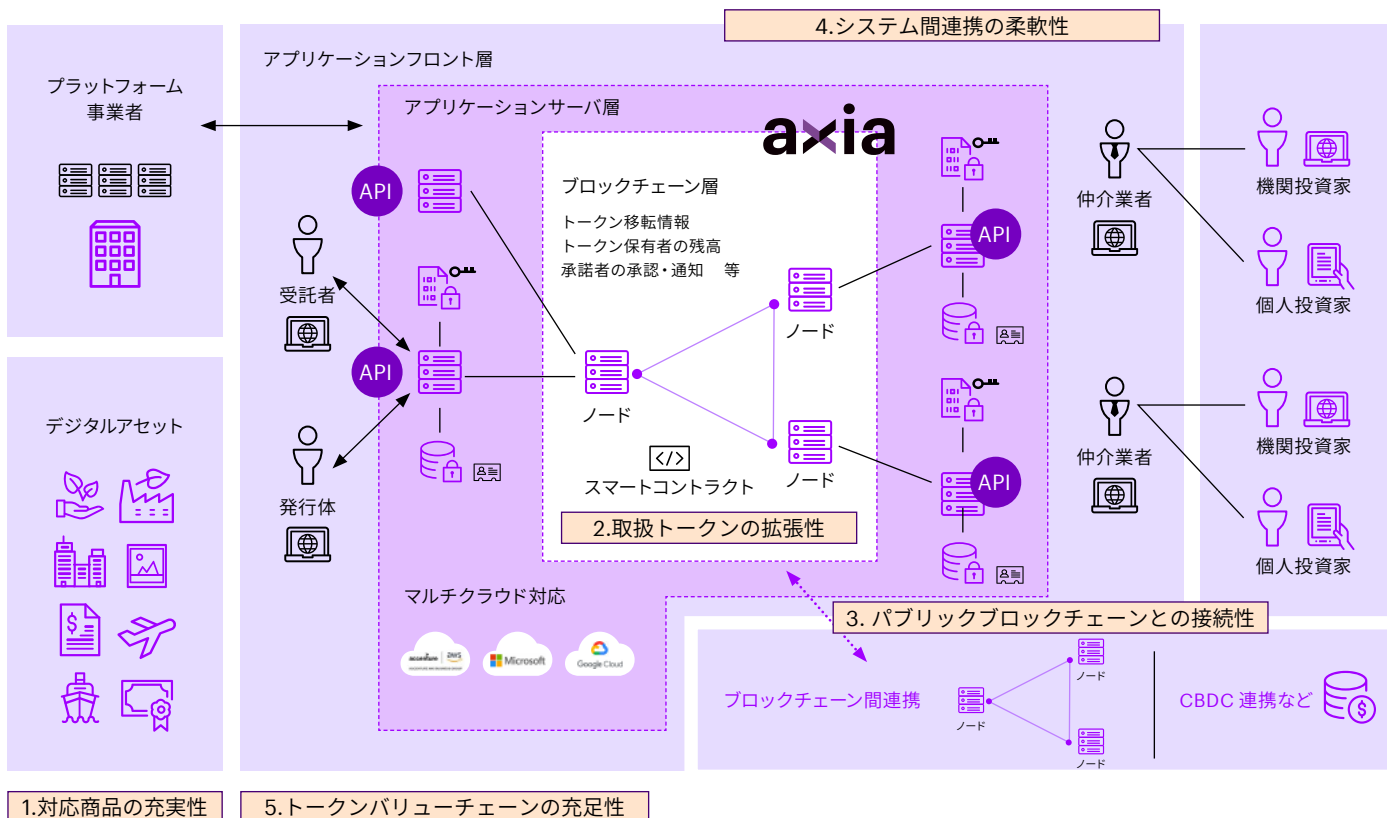 4.システム間連携の柔軟性
プラットフォーム
事業者
アプリケーションフロント層
アプリケーションサーバ層
axia
API
ブロックチェーン層
トークン移転情報
トークン保有者の残高
承諾者の承認・通知 等
API
仲介業者
機関投資家
個人投資家
受託者
ノード
API
ノード
発行体
デジタルアセット
スマートコントラクト
ノード
API
仲介業者
機関投資家
個人投資家
2.取扱トークンの拡張性
マルチクラウド対応
accenture
aws
Microsoft
Google Cloud
3. パブリックブロックチェーンとの接続性
ブロックチェーン間連携
ノード
ノード
ノード
CBDC 連携など
1.対応商品の充実性
5.トークンバリューチェーンの充足性